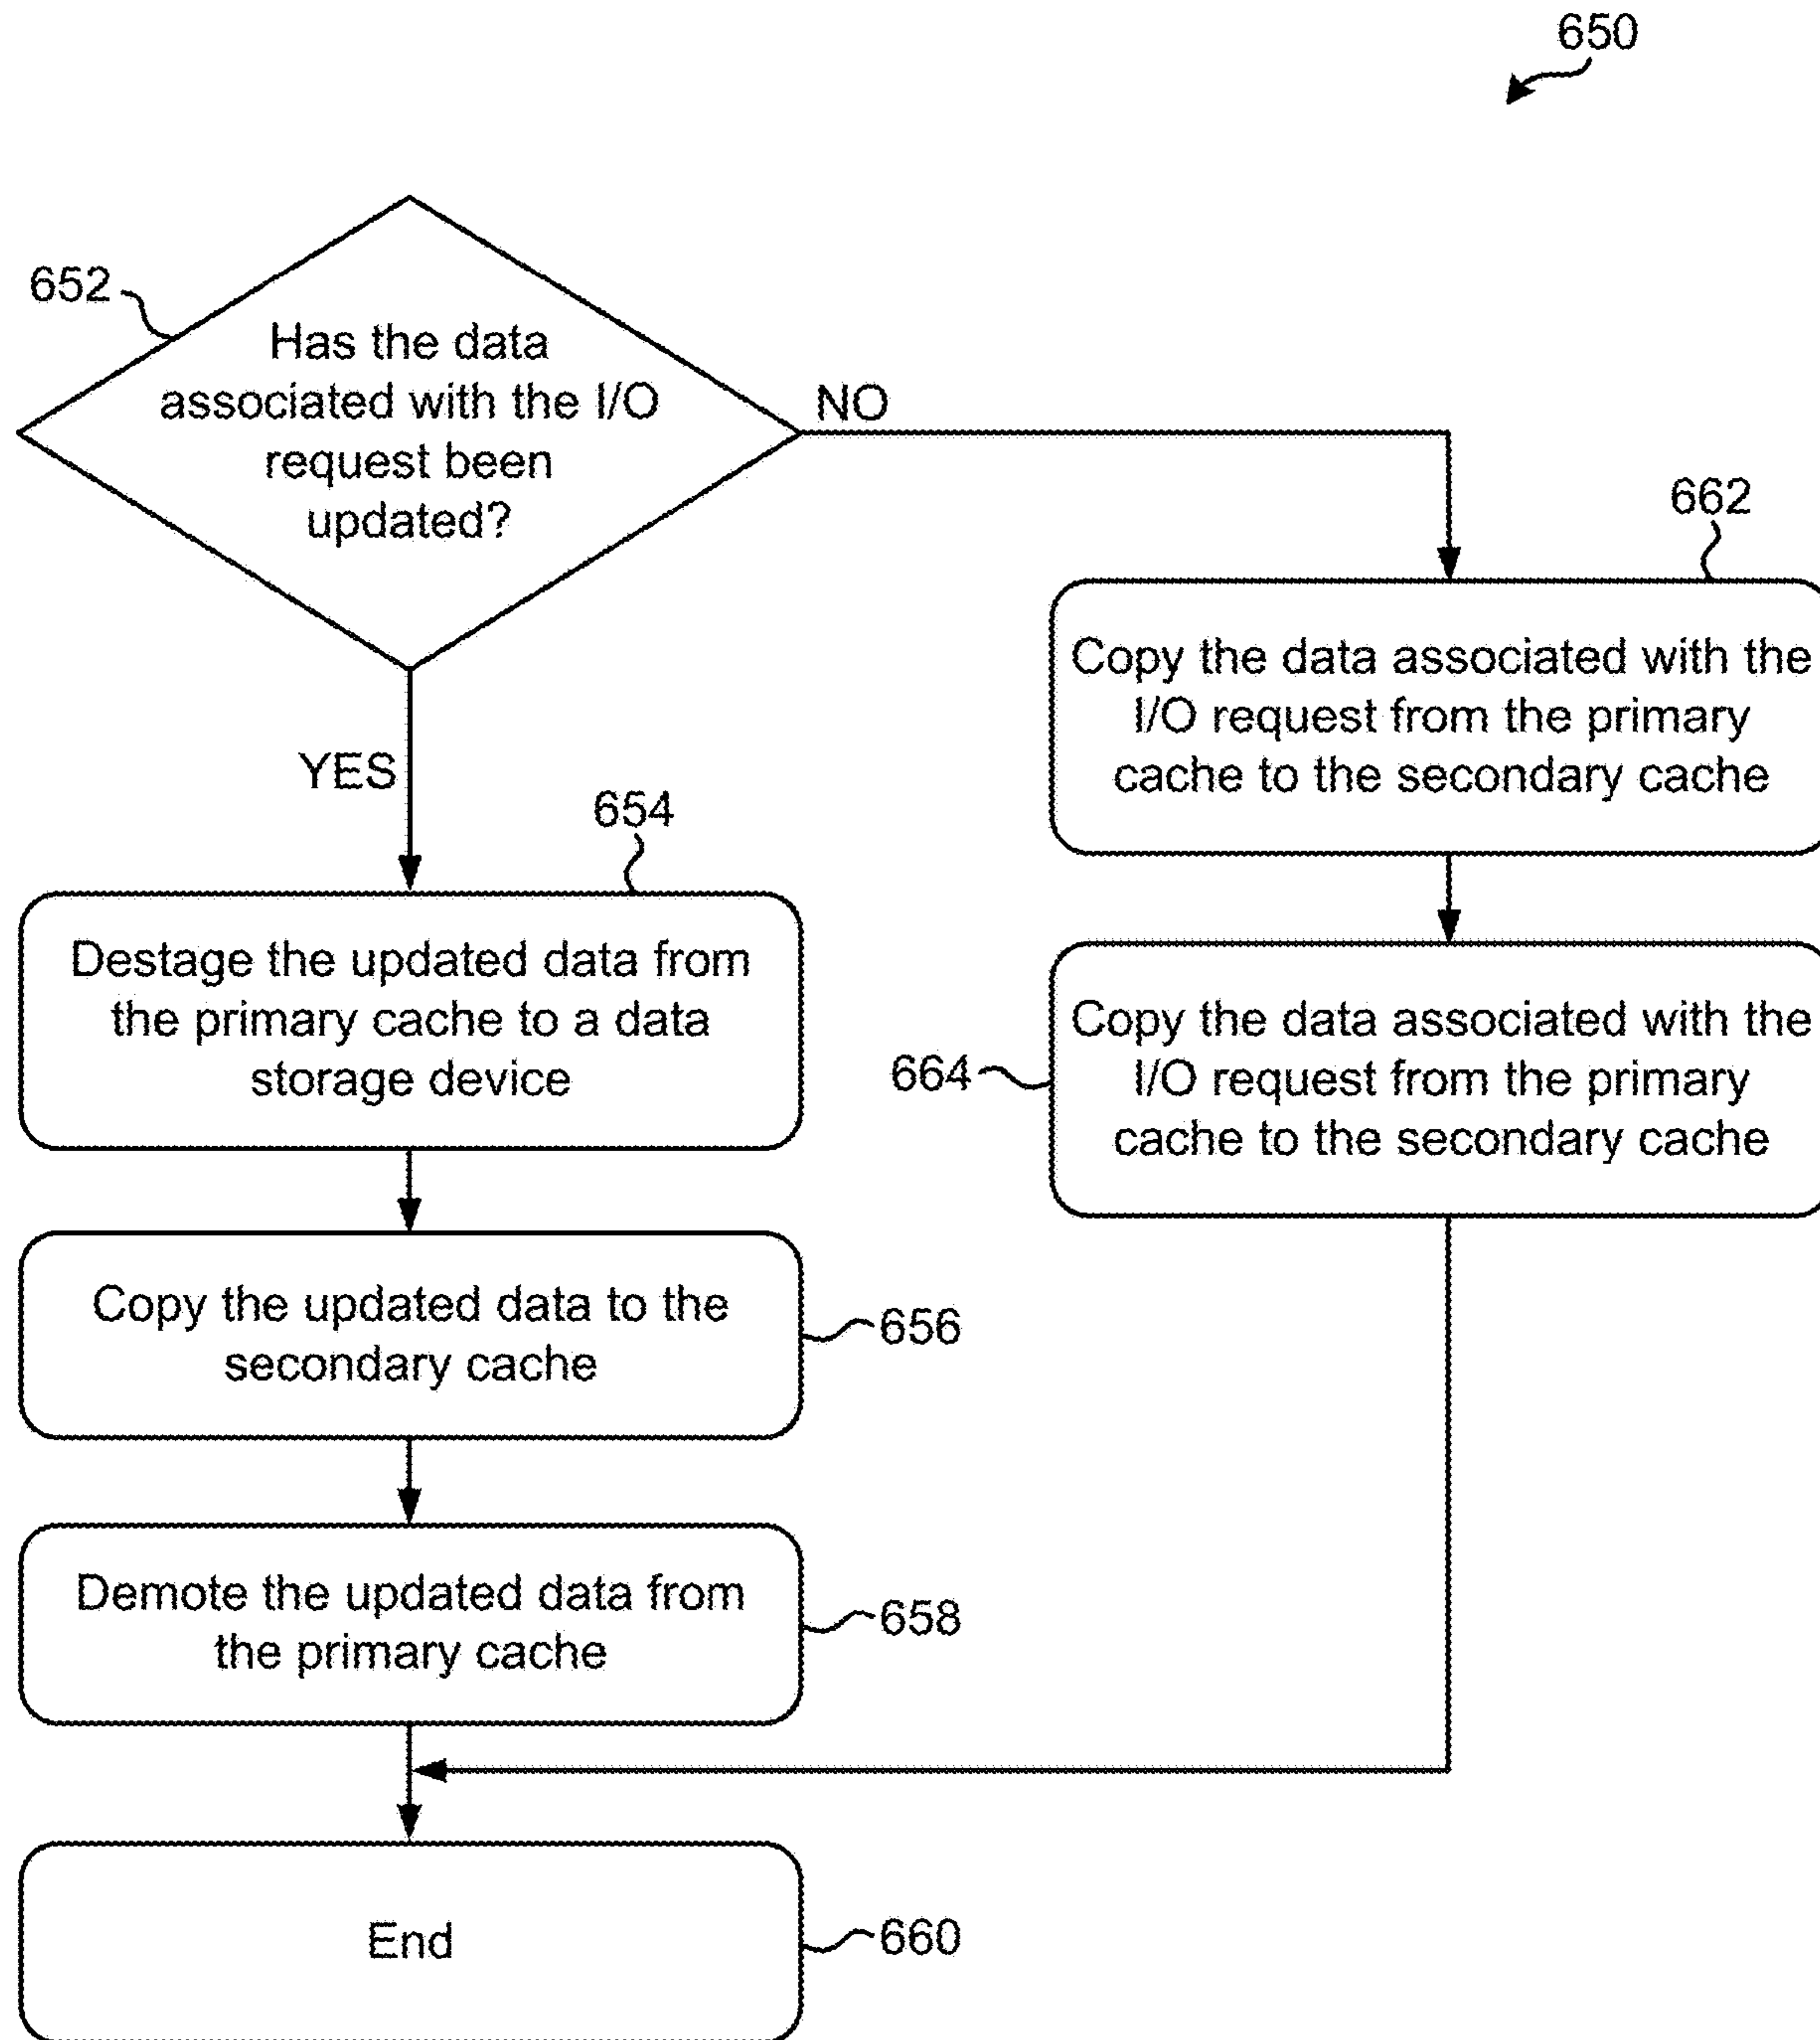 650
652
Has the data
associated with the I/O
request been
updated?
NO
YES
662
Copy the data associated with the
I/O request from the primary
cache to the secondary cache
654
Destage the updated data from
the primary cache to a data
storage device
664
Copy the data associated with the
I/O request from the primary
cache to the secondary cache
Copy the updated data to the
secondary cache
656
Demote the updated data from
the primary cache
658
End
660